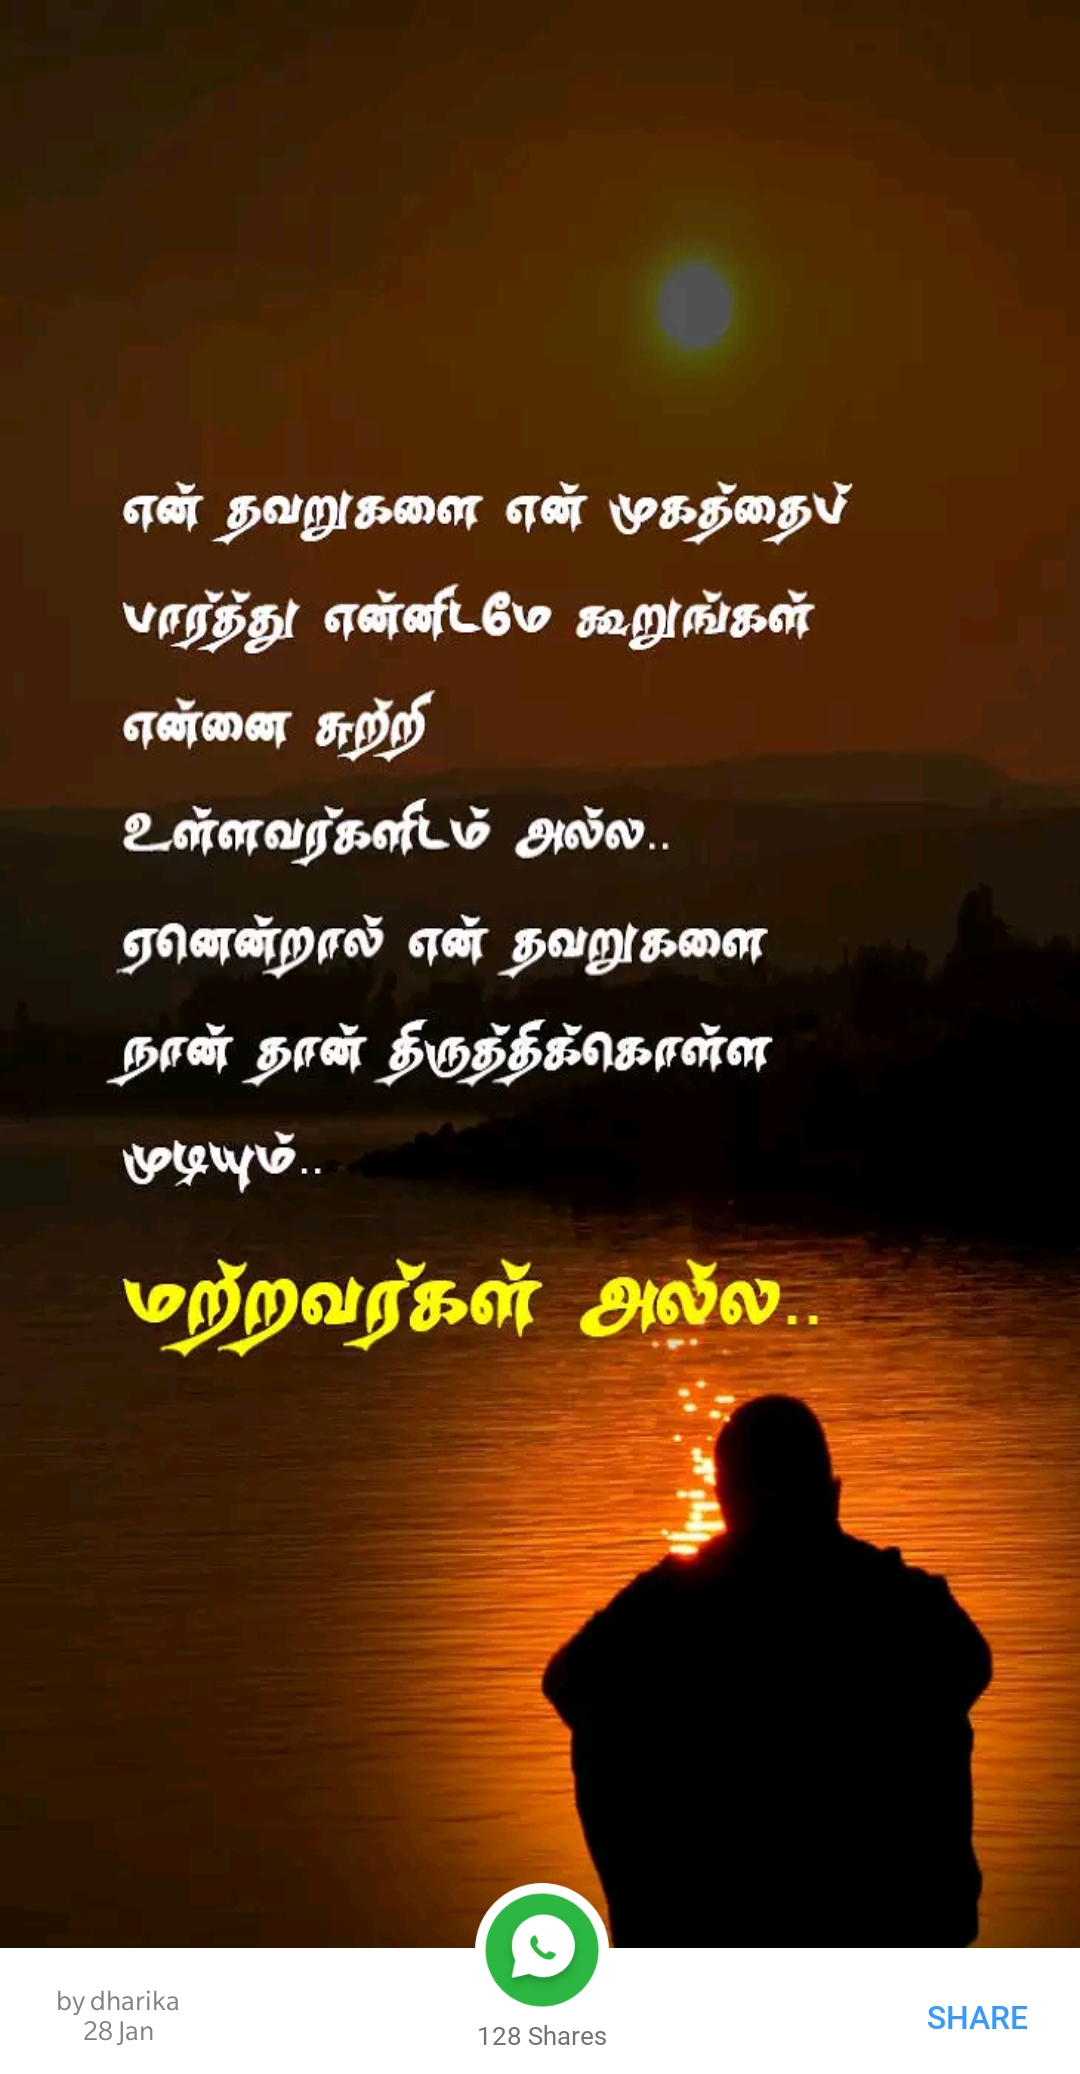 என் தவறுகளை என் முகத்தைப்
பார்த்து என்னிடமே கூறுங்கள்
என்னை சுற்றி
உள்ளவர்களிடம் அல்ல..
ஏனென்றால் என் தவறுகளை
நான் தான் திருத்திக்கொள்ள
முடியும்..
மற்றவர்கள் அல்ல..
by dharika
28 Jan
128 Shares
SHARE